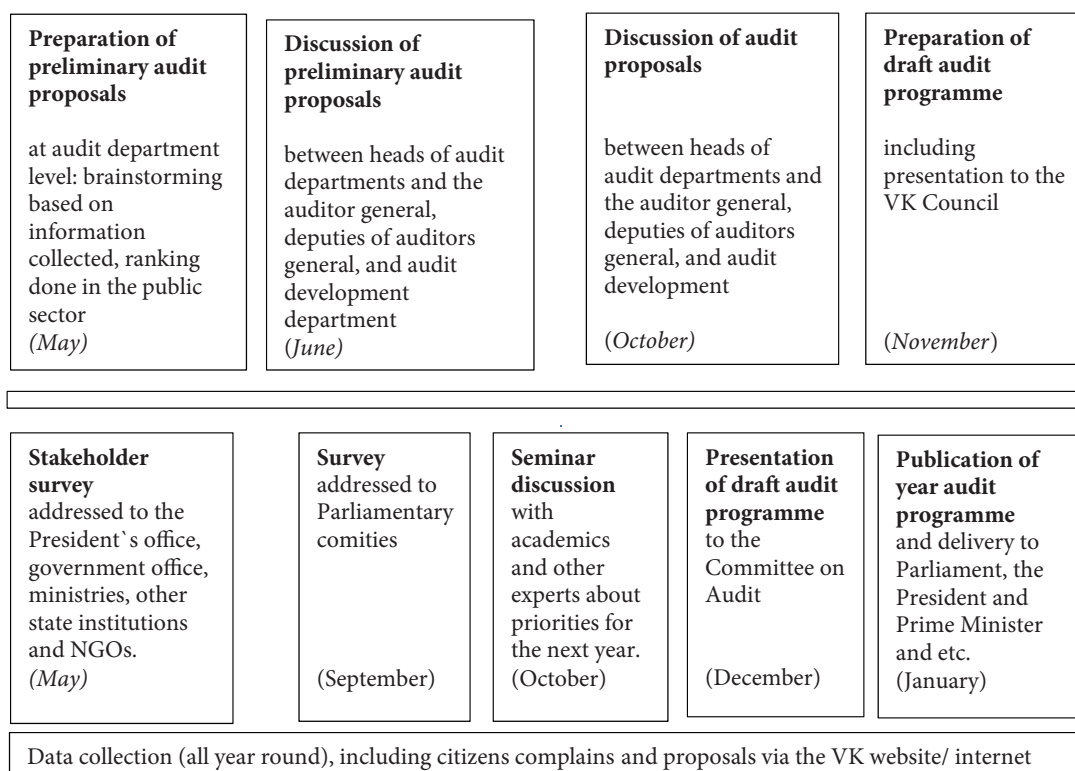 Preparation of
preliminary audit
proposals
at audit department
level: brainstorming
based on
information
collected, ranking
done in the public
sector
(May)
Discussion of
preliminary audit
proposals
between heads of audit
departments and the
auditor general,
deputies of auditors
general, and audit
development
department
(June)
Discussion of audit
proposals
between heads of
audit departments and
the auditor general,
deputies of auditors
general, and audit
development
(October)
Preparation of
draft audit
programme
including
presentation to the
VK Council
(November)
Stakeholder
survey
addressed to the
President`s office,
government office,
ministries, other
state institutions
and NGOs.
(May)
Survey
addressed to
Parliamentary
comities
(September)
Seminar
discussion
with
academics
and other
experts about
priorities for
the next year.
(October)
Presentation
of draft audit
programme
to the
Committee on
Audit
(December)
Publication of
year audit
programme
and delivery to
Parliament, the
President and
Prime Minister
and etc.
(January)
Data collection (all year round), including citizens complains and proposals via the VK website/ internet